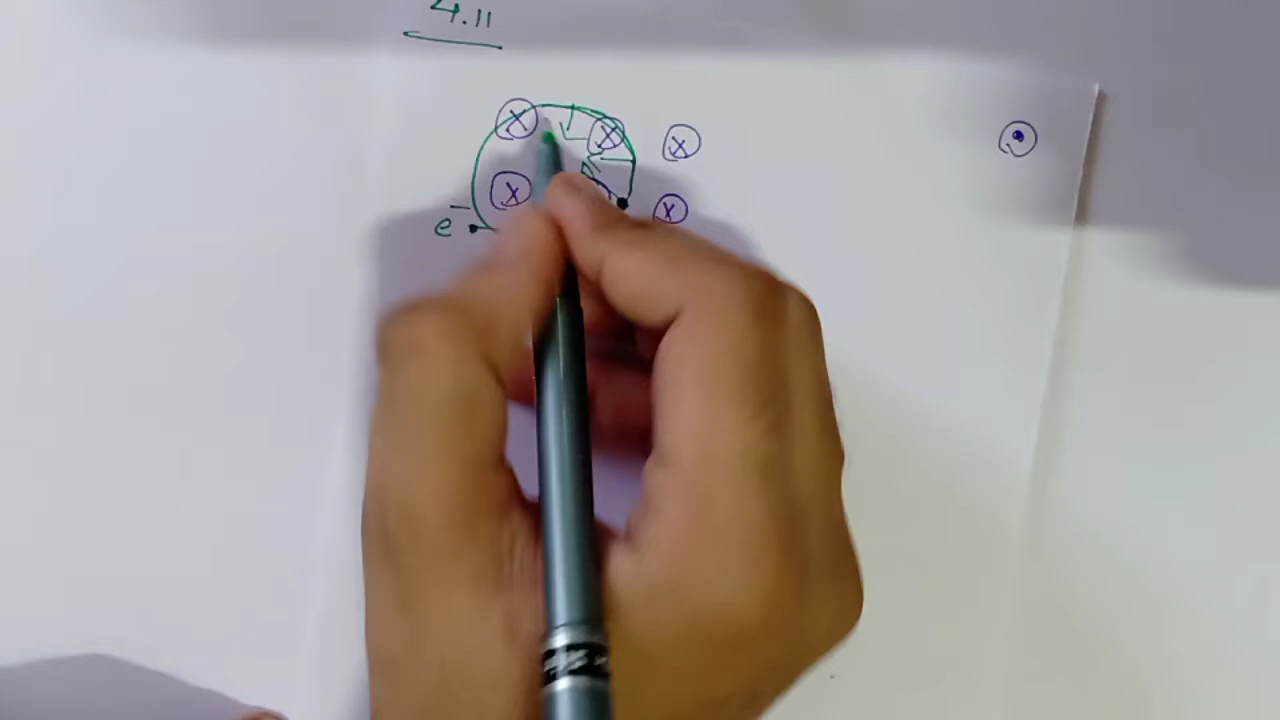 4.11
X X X
X X
e⁻